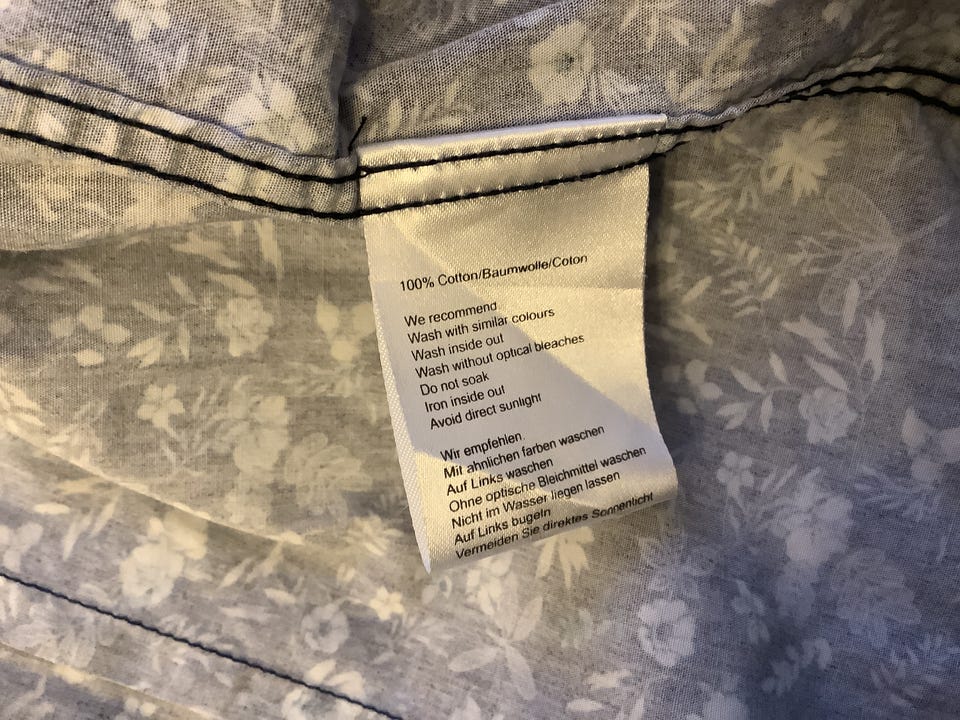 100% Cotton/Baumwolle/Coton
We recommend.
Wash with similar colours
Wash inside out
Wash without optical bleaches
Do not soak
Iron inside out
Avoid direct sunlight
Wir empfehlen.
Mit ahnlichen farben waschen
Auf Links waschen
Ohne optische Bleichmittel waschen
Nicht im Wasser liegen lassen
Auf Links bugeln
Vermeiden Sie direktes Sonnenlicht